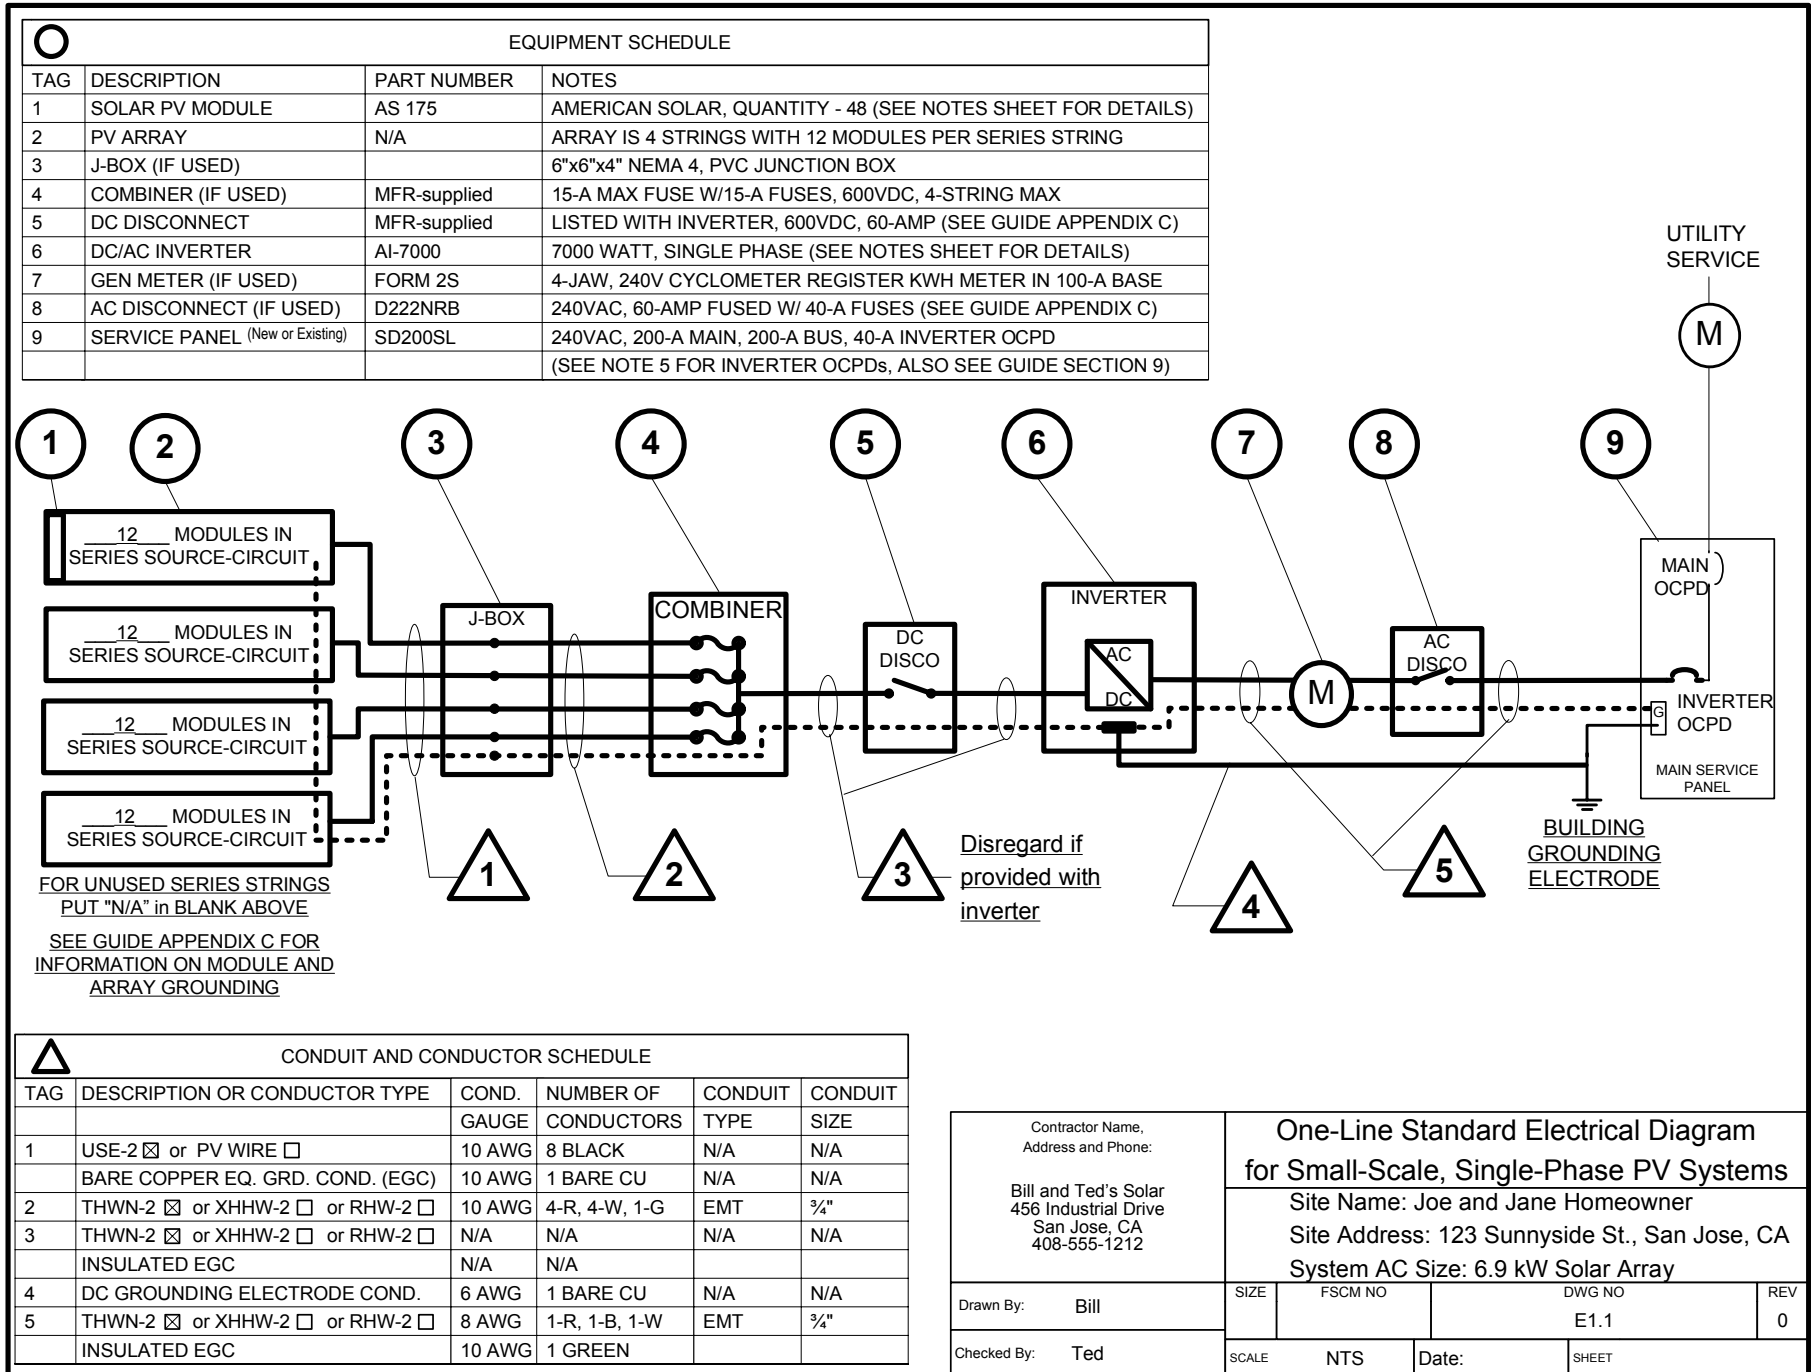 EQUIPMENT SCHEDULE
TAG DESCRIPTION PART NUMBER NOTES
1 SOLAR PV MODULE AS 175 AMERICAN SOLAR, QUANTITY - 48 (SEE NOTES SHEET FOR DETAILS)
2 PV ARRAY N/A ARRAY IS 4 STRINGS WITH 12 MODULES PER SERIES STRING
3 J-BOX (IF USED) 6"x6"x4" NEMA 4, PVC JUNCTION BOX
4 COMBINER (IF USED) MFR-supplied 15-A MAX FUSE W/15-A FUSES, 600VDC, 4-STRING MAX
5 DC DISCONNECT MFR-supplied LISTED WITH INVERTER, 600VDC, 60-AMP (SEE GUIDE APPENDIX C)
6 DC/AC INVERTER AI-7000 7000 WATT, SINGLE PHASE (SEE NOTES SHEET FOR DETAILS)
7 GEN METER (IF USED) FORM 2S 4-JAW, 240V CYCLOMETER REGISTER KWH METER IN 100-A BASE
8 AC DISCONNECT (IF USED) D222NRB 240VAC, 60-AMP FUSED W/ 40-A FUSES (SEE GUIDE APPENDIX C)
9 SERVICE PANEL (New or Existing) SD200SL 240VAC, 200-A MAIN, 200-A BUS, 40-A INVERTER OCPD
(SEE NOTE 5 FOR INVERTER OCPDs, ALSO SEE GUIDE SECTION 9)
UTILITY
SERVICE
M
1 2 3 4 5 6 7 8 9
___12___ MODULES IN
SERIES SOURCE-CIRCUIT
___12___ MODULES IN
SERIES SOURCE-CIRCUIT
___12___ MODULES IN
SERIES SOURCE-CIRCUIT
___12___ MODULES IN
SERIES SOURCE-CIRCUIT
FOR UNUSED SERIES STRINGS
PUT "N/A" in BLANK ABOVE
SEE GUIDE APPENDIX C FOR
INFORMATION ON MODULE AND
ARRAY GROUNDING
J-BOX
COMBINER
DC
DISCO
INVERTER
AC
DC
M
AC
DISCO
MAIN
OCPD
INVERTER
OCPD
G
MAIN SERVICE
PANEL
BUILDING
GROUNDING
ELECTRODE
1
2
3
Disregard if
provided with
inverter
4
5
CONDUIT AND CONDUCTOR SCHEDULE
TAG DESCRIPTION OR CONDUCTOR TYPE COND. NUMBER OF CONDUIT CONDUIT
GAUGE CONDUCTORS TYPE SIZE
1 USE-2 ☒ or PV WIRE ☐ 10 AWG 8 BLACK N/A N/A
BARE COPPER EQ. GRD. COND. (EGC) 10 AWG 1 BARE CU N/A N/A
2 THWN-2 ☒ or XHHW-2 ☐ or RHW-2 ☐ 10 AWG 4-R, 4-W, 1-G EMT ¾"
3 THWN-2 ☒ or XHHW-2 ☐ or RHW-2 ☐ N/A N/A N/A N/A
INSULATED EGC N/A N/A
4 DC GROUNDING ELECTRODE COND. 6 AWG 1 BARE CU N/A N/A
5 THWN-2 ☒ or XHHW-2 ☐ or RHW-2 ☐ 8 AWG 1-R, 1-B, 1-W EMT ¾"
INSULATED EGC 10 AWG 1 GREEN
Contractor Name,
Address and Phone:
Bill and Ted's Solar
456 Industrial Drive
San Jose, CA
408-555-1212
Drawn By: Bill
Checked By: Ted
One-Line Standard Electrical Diagram
for Small-Scale, Single-Phase PV Systems
Site Name: Joe and Jane Homeowner
Site Address: 123 Sunnyside St., San Jose, CA
System AC Size: 6.9 kW Solar Array
SIZE FSCM NO DWG NO REV
E1.1 0
SCALE NTS Date: SHEET